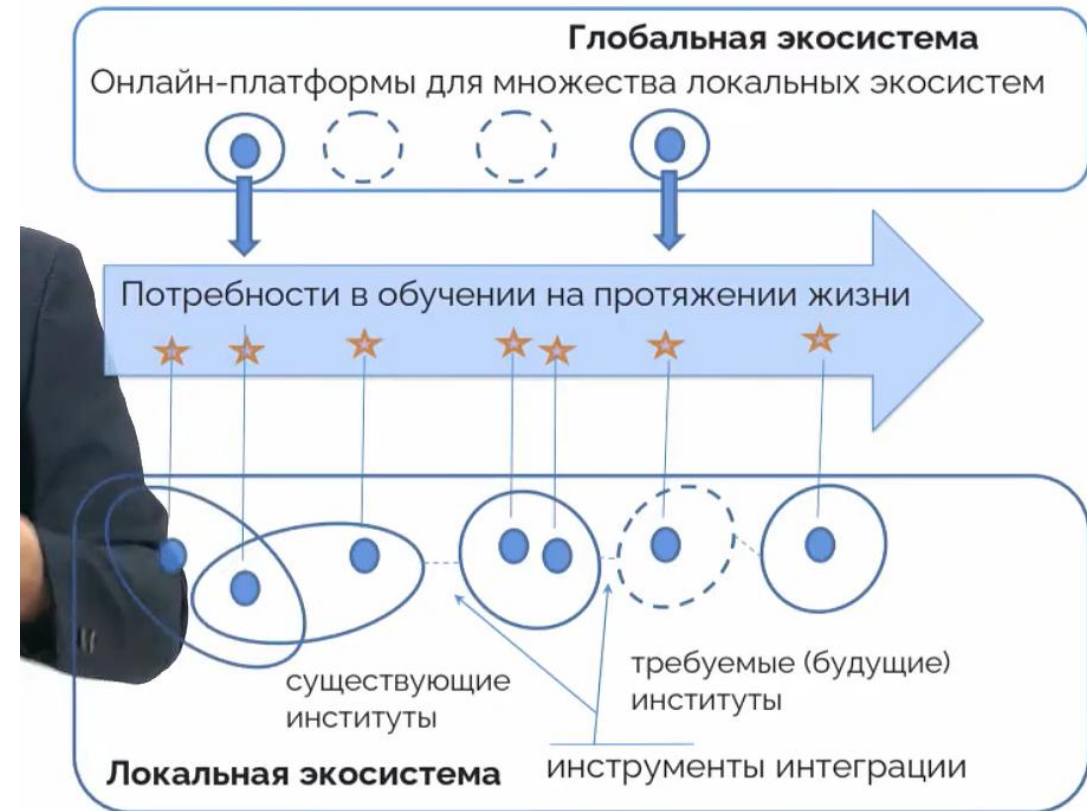 Глобальная экосистема
Онлайн-платформы для множества локальных экосистем
Потребности в обучении на протяжении жизни
существующие
институты
требуемые (будущие)
институты
Локальная экосистема
инструменты интеграции